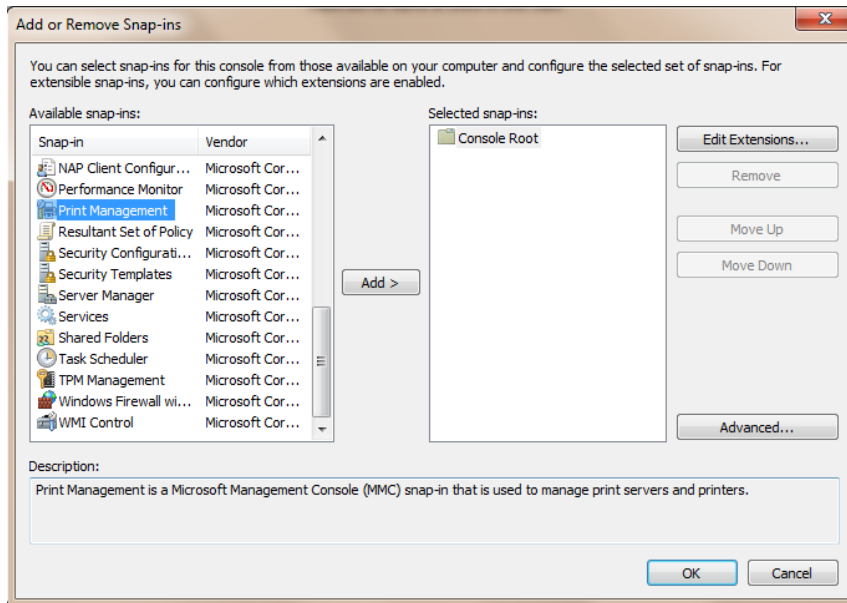 Add or Remove Snap-ins
You can select snap-ins for this console from those available on your computer and configure the selected set of snap-ins. For
extensible snap-ins, you can configure which extensions are enabled.
Available snap-ins:
Selected snap-ins:
Snap-in Vendor
NAP Client Configur... Microsoft Cor...
Performance Monitor Microsoft Cor...
Print Management Microsoft Cor...
Resultant Set of Policy Microsoft Cor...
Security Configurati... Microsoft Cor...
Security Templates Microsoft Cor...
Server Manager Microsoft Cor...
Services Microsoft Cor...
Shared Folders Microsoft Cor...
Task Scheduler Microsoft Cor...
TPM Management Microsoft Cor...
Windows Firewall wi... Microsoft Cor...
WMI Control Microsoft Cor...
Add >
Console Root
Edit Extensions...
Remove
Move Up
Move Down
Advanced...
Description:
Print Management is a Microsoft Management Console (MMC) snap-in that is used to manage print servers and printers.
OK Cancel